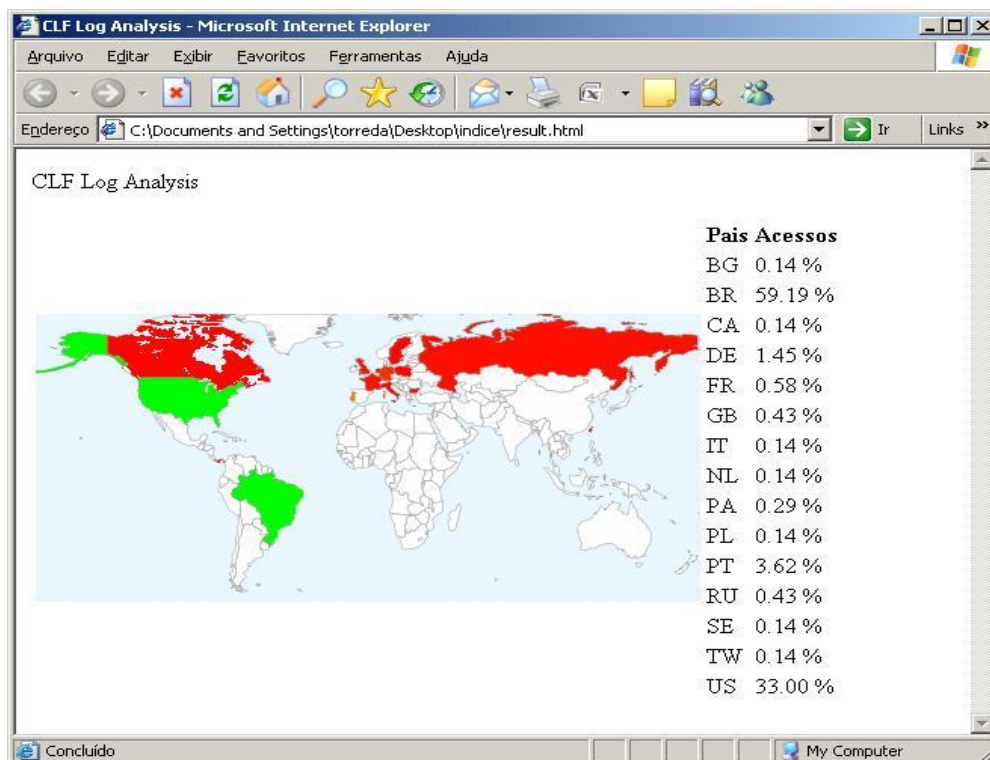 CLF Log Analysis - Microsoft Internet Explorer
Arquivo Editar Exibir Favoritos Ferramentas Ajuda
Endereço C:\Documents and Settings\torreda\Desktop\indice\result.html Ir Links »
CLF Log Analysis
Pais Acessos
BG 0.14 %
BR 59.19 %
CA 0.14 %
DE 1.45 %
FR 0.58 %
GB 0.43 %
IT 0.14 %
NL 0.14 %
PA 0.29 %
PL 0.14 %
PT 3.62 %
RU 0.43 %
SE 0.14 %
TW 0.14 %
US 33.00 %
Concluído My Computer